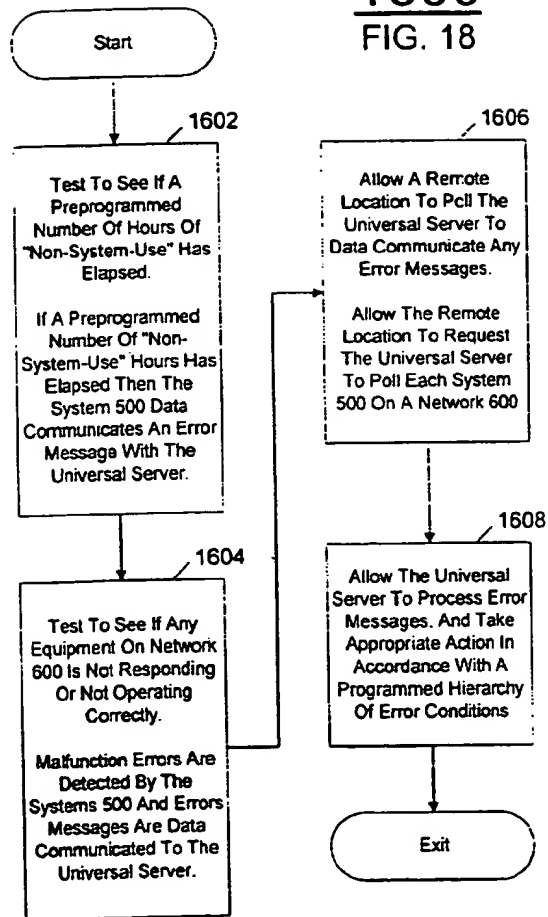 FIG. 18
Start
1602
Test To See If A
Preprogrammed
Number Of Hours Of
"Non-System-Use" Has
Elapsed.
If A Preprogrammed
Number Of "Non-
System-Use" Hours Has
Elapsed Then The
System 500 Data
Communicates An Error
Message With The
Universal Server.
1604
Test To See If Any
Equipment On Network
600 Is Not Responding
Or Not Operating
Correctly.
Malfunction Errors Are
Detected By The
Systems 500 And Errors
Messages Are Data
Communicated To The
Universal Server.
1606
Allow A Remote
Location To Poll The
Universal Server To
Data Communicate Any
Error Messages.
Allow The Remote
Location To Request
The Universal Server
To Poll Each System
500 On A Network 600
1608
Allow The Universal
Server To Process Error
Messages. And Take
Appropriate Action In
Accordance With A
Programmed Hierarchy
Of Error Conditions
Exit